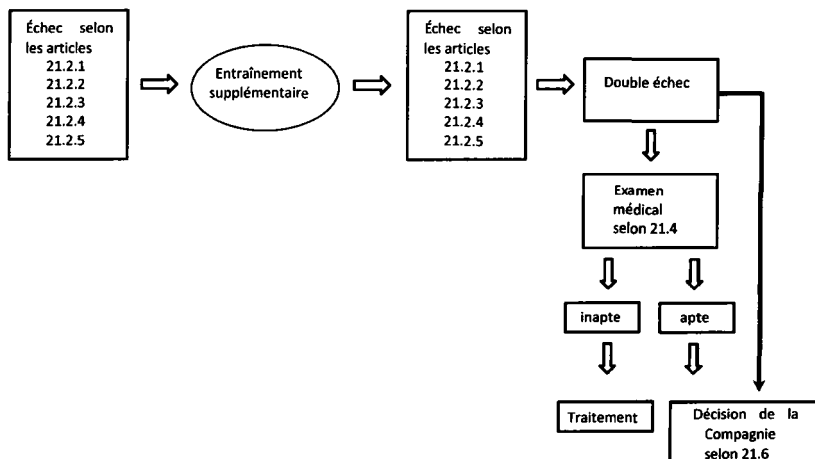 Échec selon
les articles
21.2.1
21.2.2
21.2.3
21.2.4
21.2.5
Entraînement
supplémentaire
Échec selon
les articles
21.2.1
21.2.2
21.2.3
21.2.4
21.2.5
Double échec
Examen
médical
selon 21.4
inapte
apte
Traitement
Décision de la
Compagnie
selon 21.6